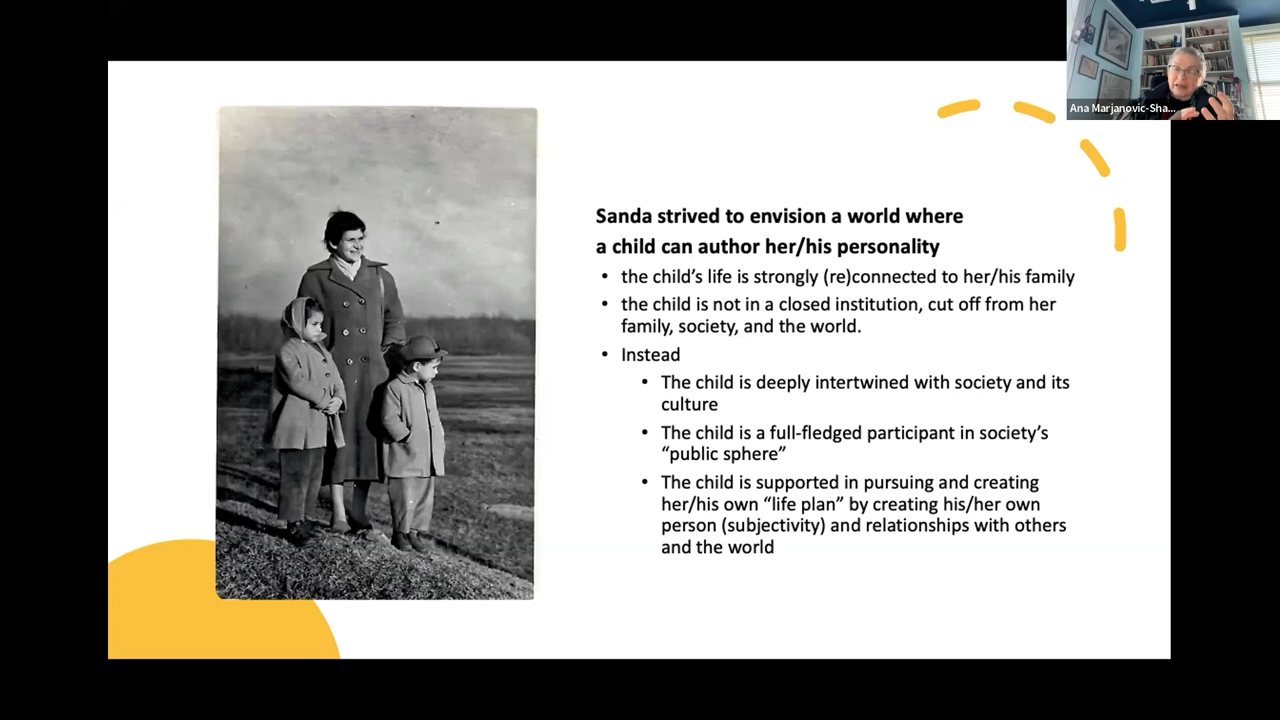 Ana Marjanovic-Sha...
Sanda strived to envision a world where
a child can author her/his personality
• the child’s life is strongly (re)connected to her/his family
• the child is not in a closed institution, cut off from her
family, society, and the world.
• Instead
• The child is deeply intertwined with society and its
culture
• The child is a full-fledged participant in society’s
“public sphere”
• The child is supported in pursuing and creating
her/his own “life plan” by creating his/her own
person (subjectivity) and relationships with others
and the world